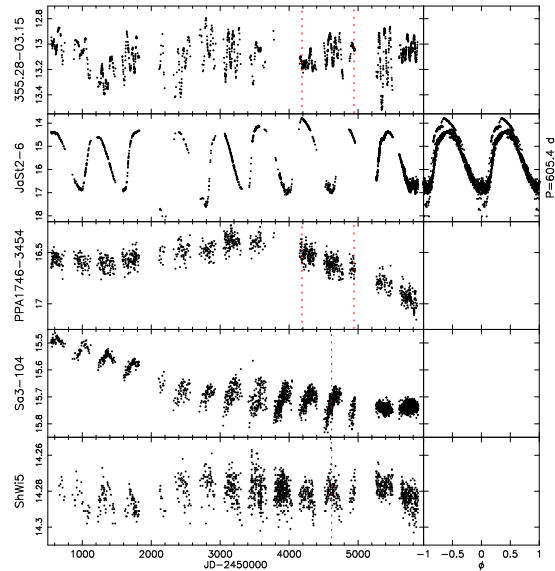 355.28-03.15
12.8
13
13.2
13.4
JaSt2-6
14
15
16
17
18
P=605.4 d
PPA1746-3454
16.5
17
Sa3-104
15.5
15.6
15.7
15.8
ShWi5
14.26
14.28
14.3
1000 2000 3000 4000 5000
-1 -0.5 0 0.5 1
JD-2450000
ϕ